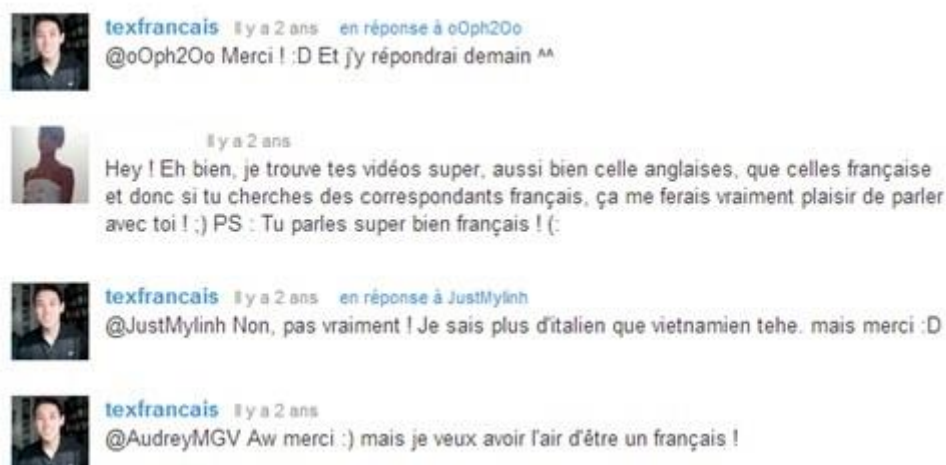 texfrancais Il y a 2 ans en réponse à oOph2Oo
@oOph2Oo Merci ! :D Et j'y répondrai demain ^^
Il y a 2 ans
Hey ! Eh bien, je trouve tes vidéos super, aussi bien celle anglaises, que celles française
et donc si tu cherches des correspondants français, ça me ferais vraiment plaisir de parler
avec toi ! ;) PS : Tu parles super bien français ! (:
texfrancais Il y a 2 ans en réponse à JustMylinh
@JustMylinh Non, pas vraiment ! Je sais plus d'italien que vietnamien tehe. mais merci :D
texfrancais Il y a 2 ans
@AudreyMGV Aw merci :) mais je veux avoir l'air d'être un français !